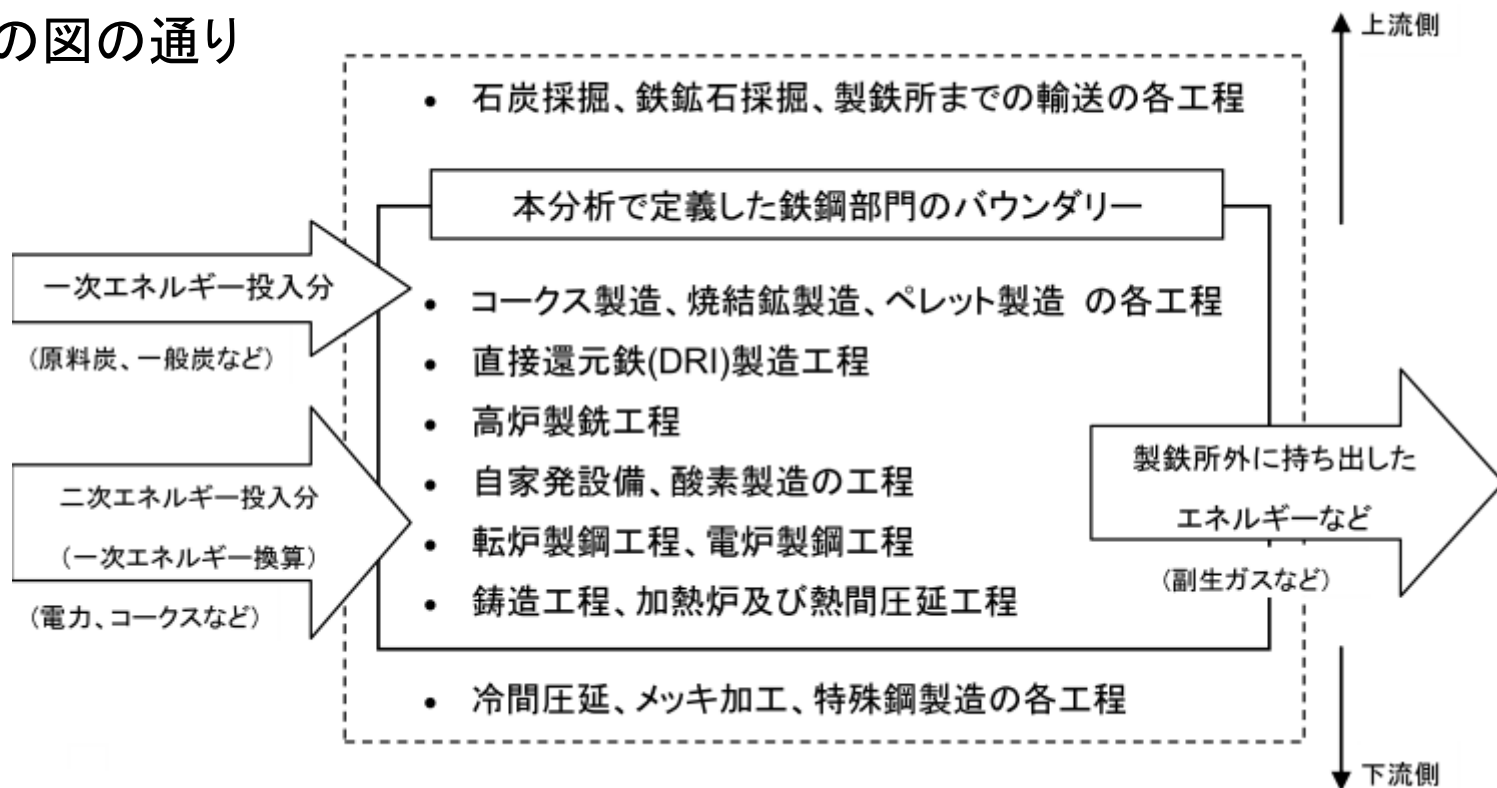 の図の通り
上流側
• 石炭採掘、鉄鉱石採掘、製鉄所までの輸送の各工程
本分析で定義した鉄鋼部門のバウンダリー
一次エネルギー投入分
(原料炭、一般炭など)
• コークス製造、焼結鉱製造、ペレット製造 の各工程
• 直接還元鉄(DRI)製造工程
• 高炉製銑工程
• 自家発設備、酸素製造の工程
• 転炉製鋼工程、電炉製鋼工程
• 鋳造工程、加熱炉及び熱間圧延工程
二次エネルギー投入分
(一次エネルギー換算)
(電力、コークスなど)
製鉄所外に持ち出した
エネルギーなど
(副生ガスなど)
• 冷間圧延、メッキ加工、特殊鋼製造の各工程
下流側